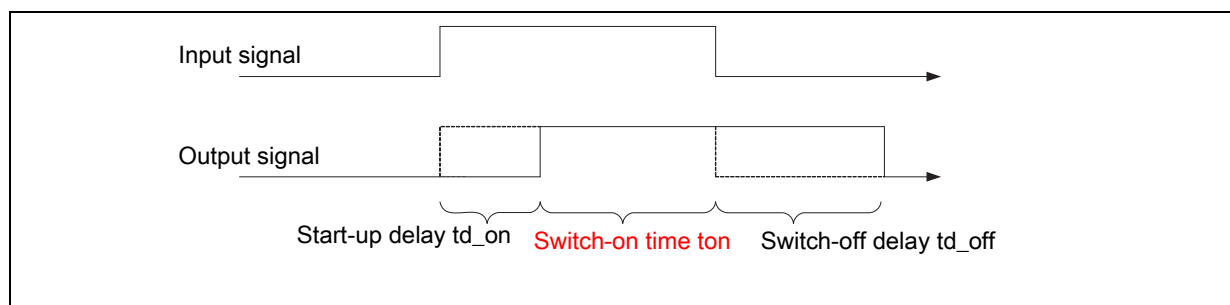 Input signal
Output signal
Start-up delay td_on
Switch-on time ton
Switch-off delay td_off